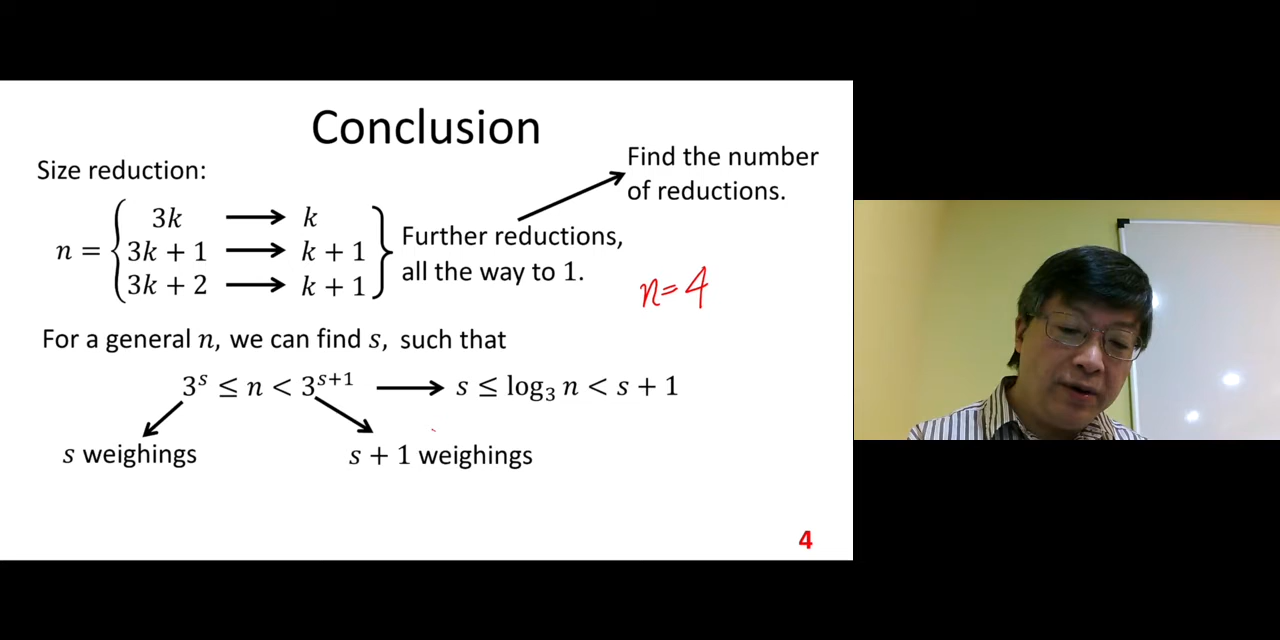 Conclusion
Size reduction:
Find the number
of reductions.
n = { 3k ⟶ k
3k + 1 ⟶ k + 1
3k + 2 ⟶ k + 1 }
Further reductions,
all the way to 1.
n=4
For a general n, we can find s, such that
3^s ≤ n < 3^{s+1} ⟶ s ≤ log₃ n < s + 1
s weighings
s + 1 weighings
4